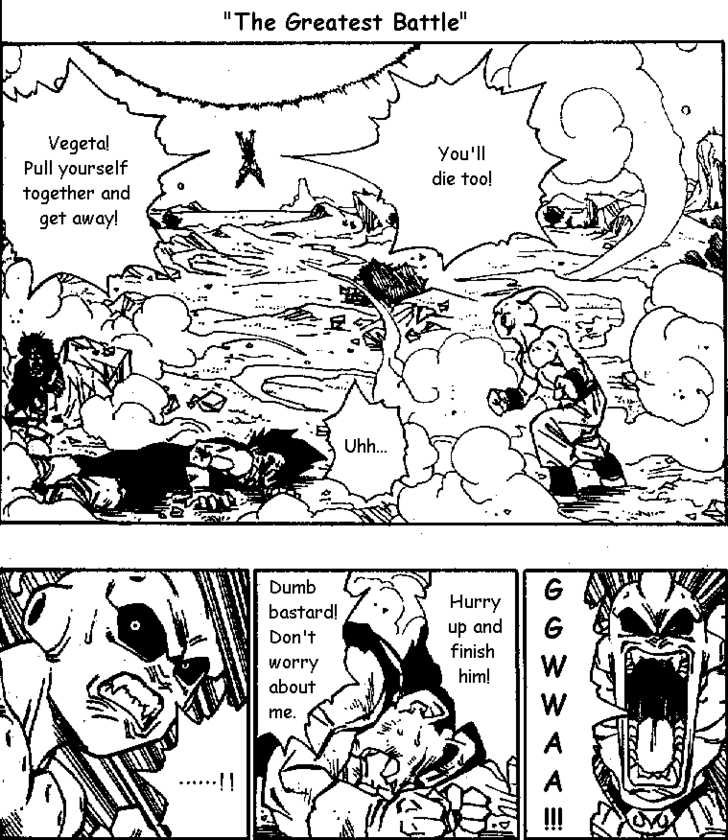 "The Greatest Battle"
Vegeta!
Pull yourself
together and
get away!
You'll
die too!
Uhh...
......!!
Dumb
bastard!
Don't
worry
about
me.
Hurry
up and
finish
him!
G
G
W
W
A
A
!!!